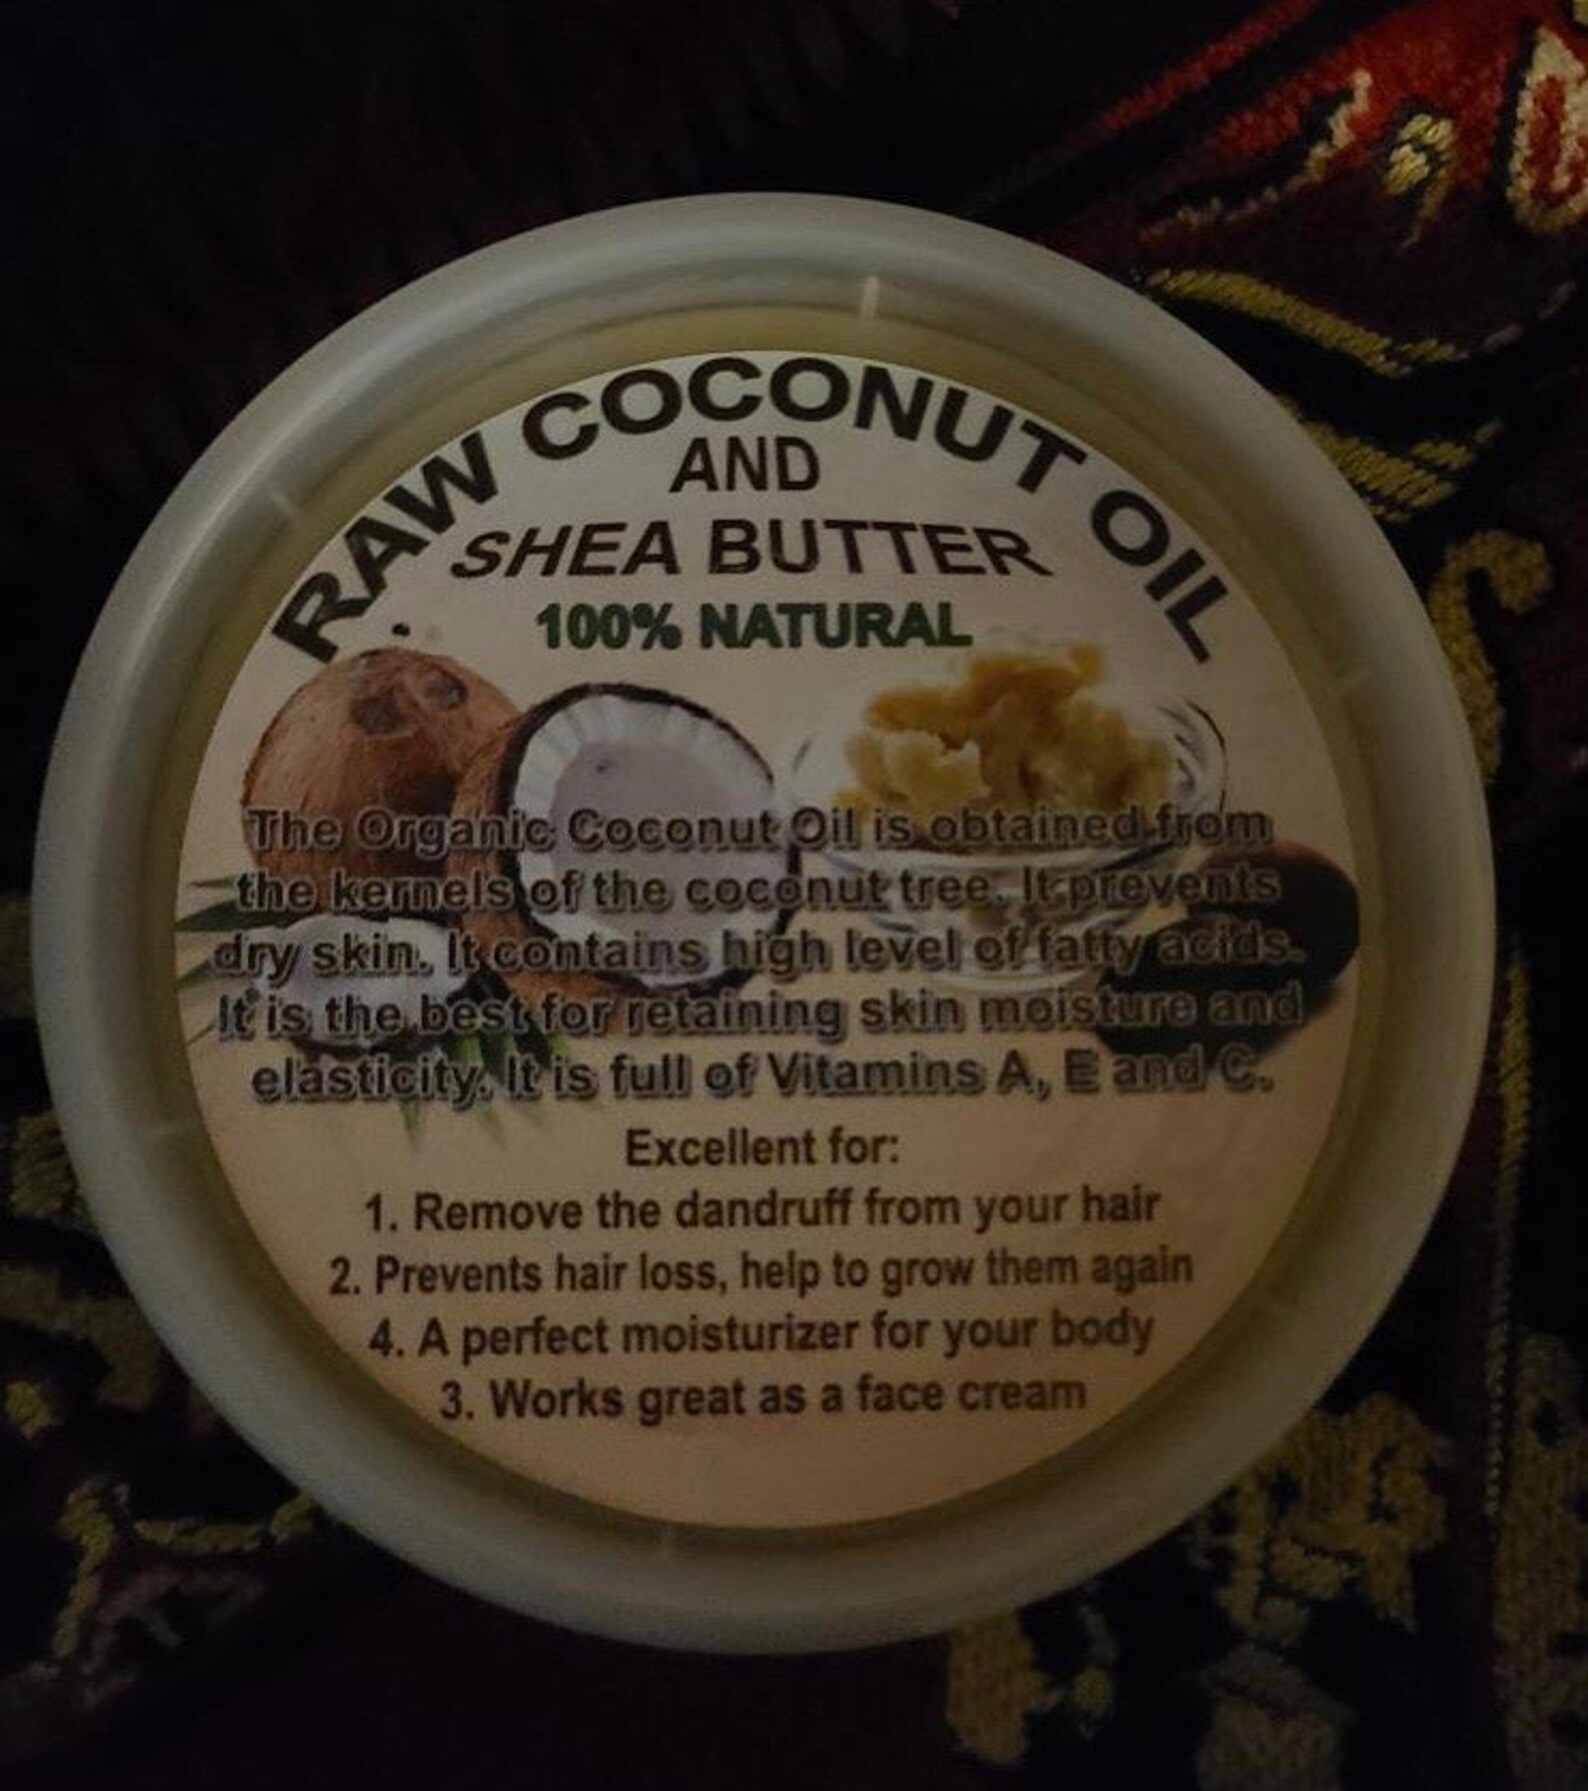 RAW COCONUT OIL
AND
SHEA BUTTER
100% NATURAL
The Organic Coconut Oil is obtained from
the kernels of the coconut tree. It prevents
dry skin. It contains high level of fatty acids.
It is the best for retaining skin moisture and
elasticity. It is full of Vitamins A, E and C.
Excellent for:
1. Remove the dandruff from your hair
2. Prevents hair loss, help to grow them again
4. A perfect moisturizer for your body
3. Works great as a face cream